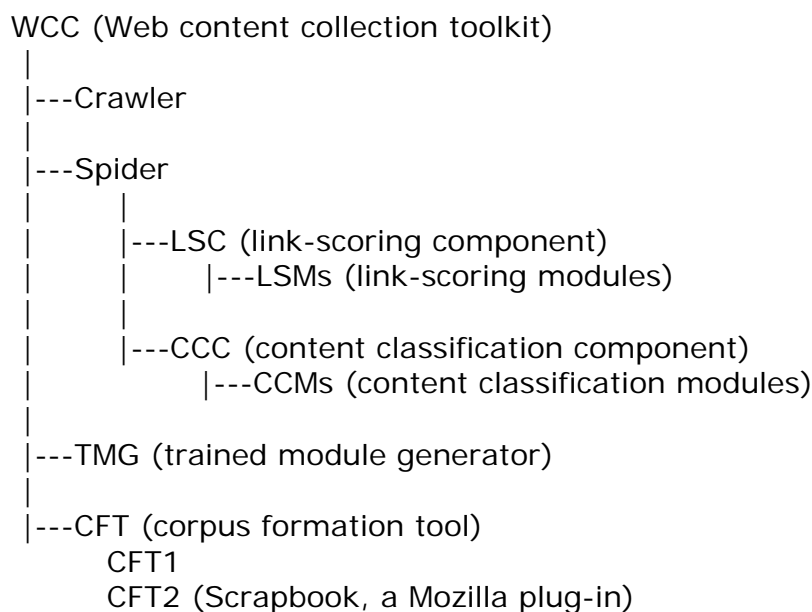 WCC (Web content collection toolkit)
|
|---Crawler
|
|---Spider
| |
| |---LSC (link-scoring component)
| | |---LSMs (link-scoring modules)
| |
| |---CCC (content classification component)
| |---CCMs (content classification modules)
|
|---TMG (trained module generator)
|
|---CFT (corpus formation tool)
CFT1
CFT2 (Scrapbook, a Mozilla plug-in)